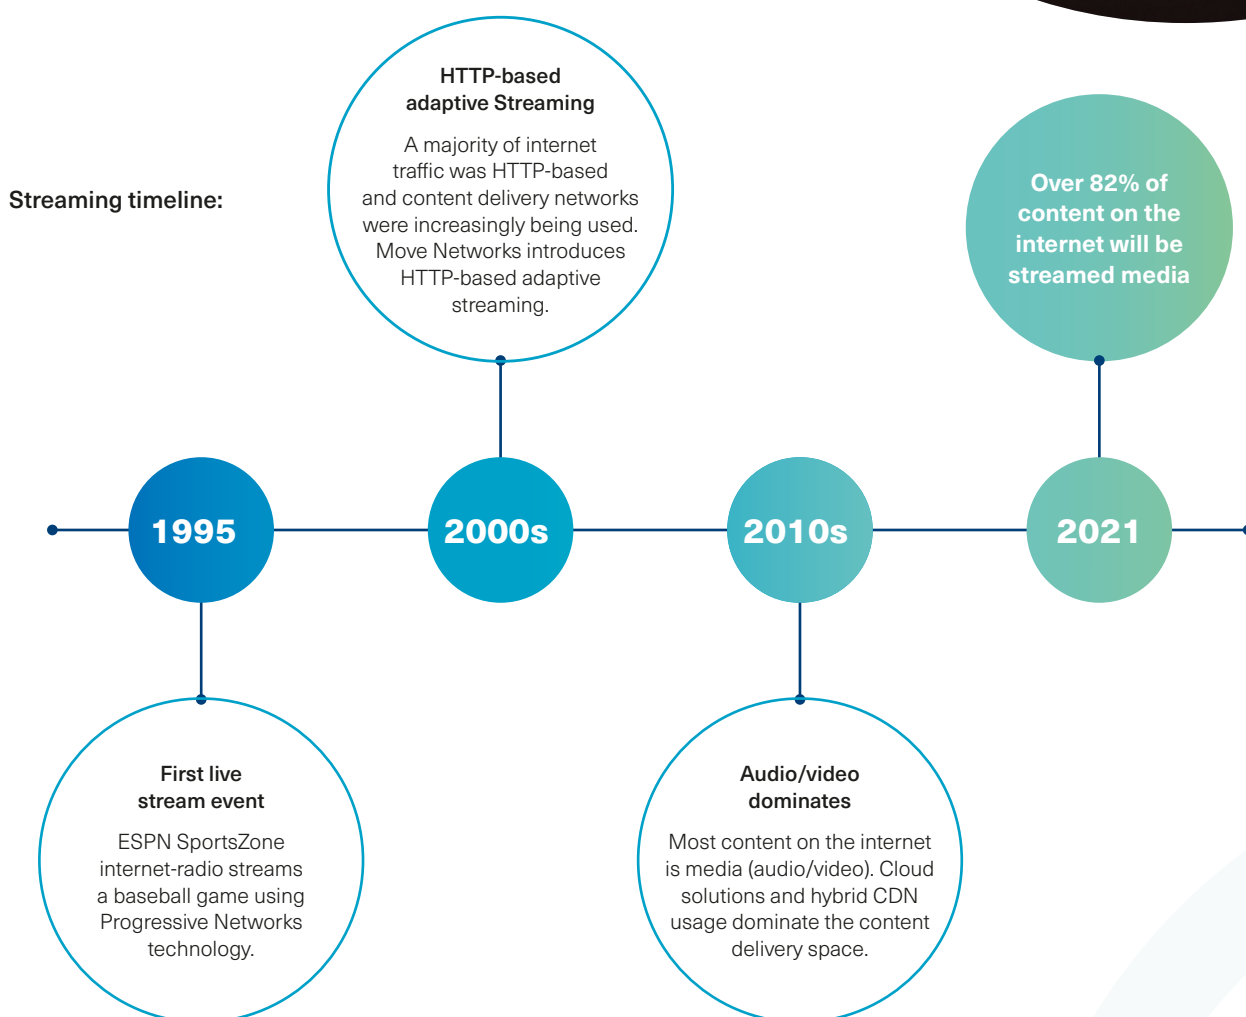 Streaming timeline:
1995
First live
stream event
ESPN SportsZone
internet-radio streams
a baseball game using
Progressive Networks
technology.
2000s
HTTP-based
adaptive Streaming
A majority of internet
traffic was HTTP-based
and content delivery networks
were increasingly being used.
Move Networks introduces
HTTP-based adaptive
streaming.
2010s
Audio/video
dominates
Most content on the internet
is media (audio/video). Cloud
solutions and hybrid CDN
usage dominate the content
delivery space.
2021
Over 82% of
content on the
internet will be
streamed media